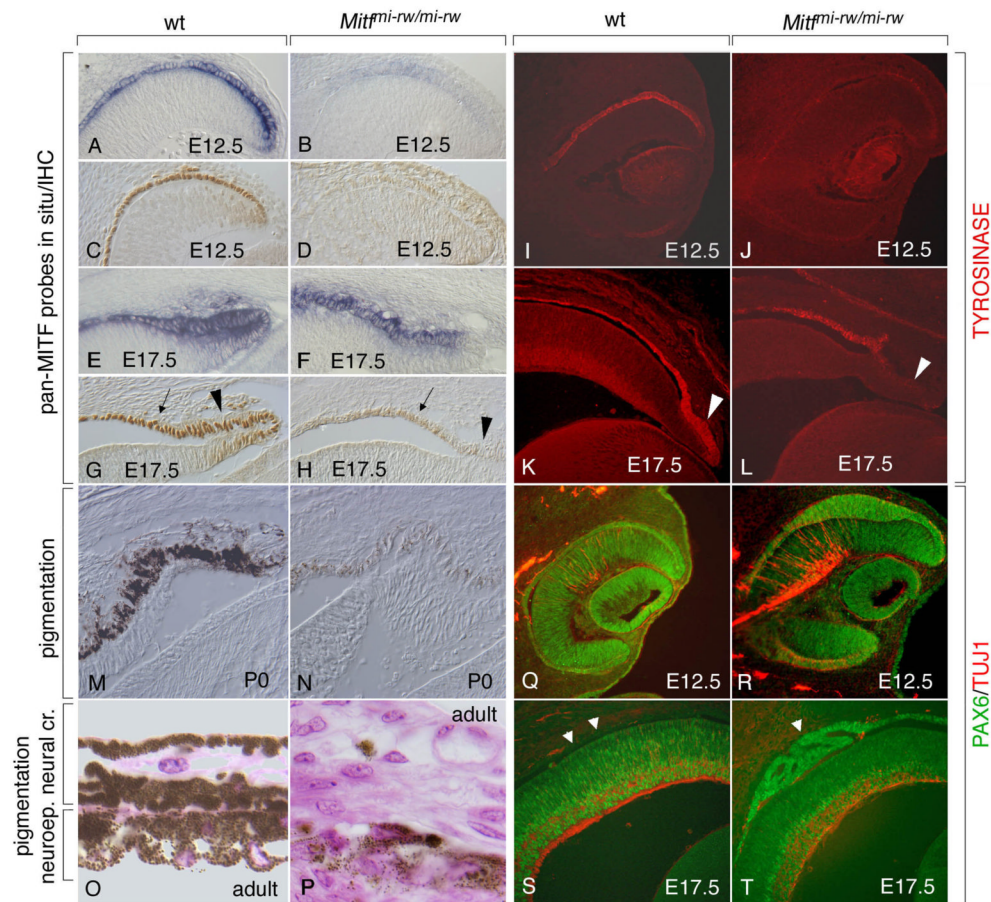 wt
Mitf mi-rw/mi-rw
wt
Mitf mi-rw/mi-rw
pan-MITF probes in situ/IHC
A E12.5
B E12.5
C E12.5
D E12.5
E E17.5
F E17.5
G E17.5
H E17.5
I E12.5
J E12.5
K E17.5
L E17.5
TYROSINASE
pigmentation
M P0
N P0
pigmentation
neuroep. neural cr.
O adult
P adult
Q E12.5
R E12.5
S E17.5
T E17.5
PAX6/TUJ1